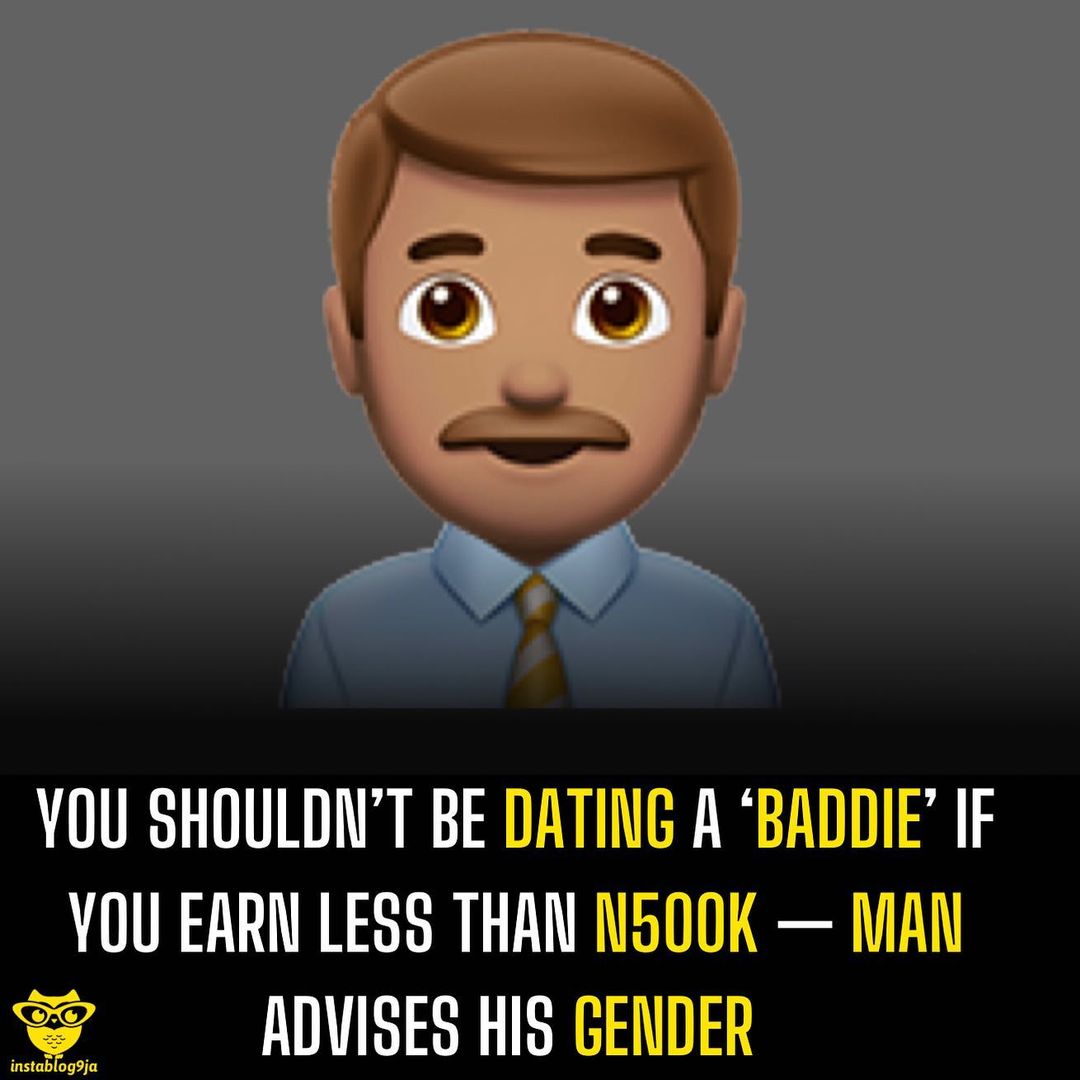 YOU SHOULDN'T BE DATING A ‘BADDIE’ IF
YOU EARN LESS THAN N500K — MAN
ADVISES HIS GENDER
instablog9ja